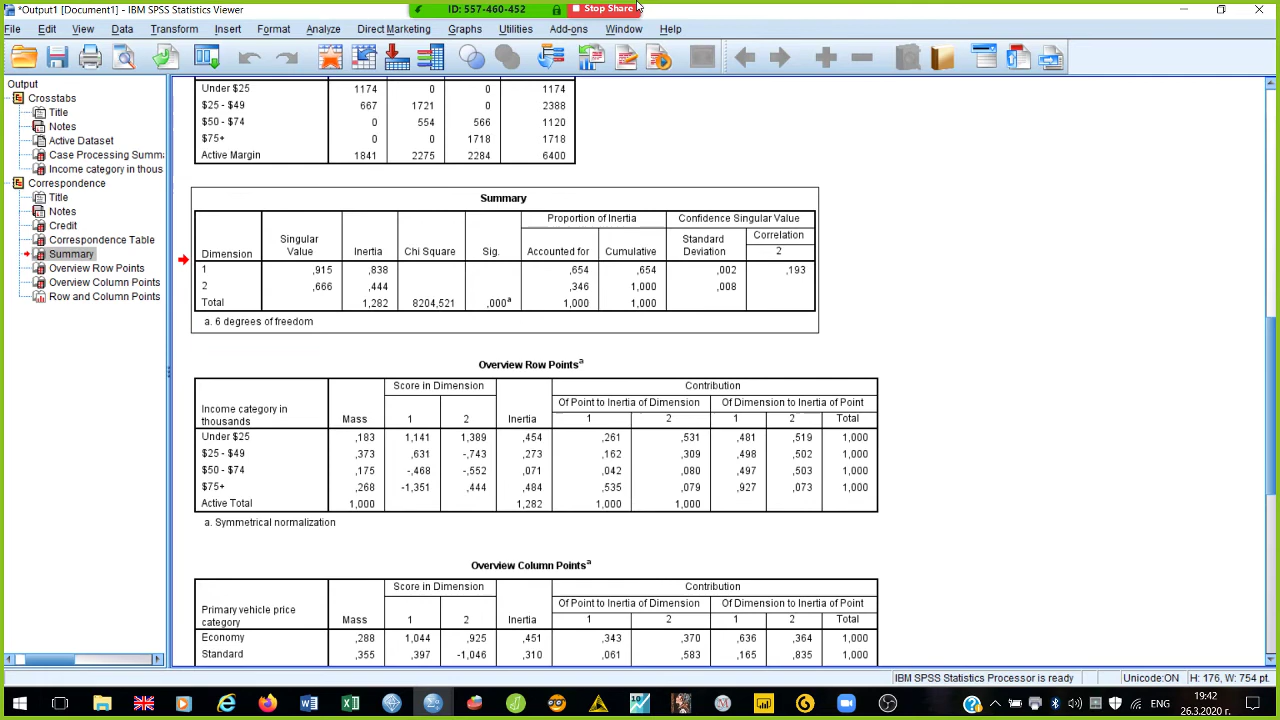 *Output1 [Document1] - IBM SPSS Statistics Viewer
ID: 557-460-452
Stop Share
File Edit View Data Transform Insert Format Analyze Direct Marketing Graphs Utilities Add-ons Window Help
Output
Crosstabs
Title
Notes
Active Dataset
Case Processing Summa
Income category in thous
Correspondence
Title
Notes
Credit
Correspondence Table
Summary
Overview Row Points
Overview Column Points
Row and Column Points
Under $25 1174 0 0 1174
$25 - $49 667 1721 0 2388
$50 - $74 0 554 566 1120
$75+ 0 0 1718 1718
Active Margin 1841 2275 2284 6400
Summary
Proportion of Inertia Confidence Singular Value
Dimension Singular Value Inertia Chi Square Sig. Accounted for Cumulative Standard Deviation Correlation 2
1 ,915 ,838 ,654 ,654 ,002 ,193
2 ,666 ,444 ,346 1,000 ,008
Total 1,282 8204,521 ,000a 1,000 1,000
a. 6 degrees of freedom
Overview Row Pointsa
Score in Dimension Contribution
Of Point to Inertia of Dimension Of Dimension to Inertia of Point
Income category in thousands Mass 1 2 Inertia 1 2 1 2 Total
Under $25 ,183 1,141 1,389 ,454 ,261 ,531 ,481 ,519 1,000
$25 - $49 ,373 ,631 -,743 ,273 ,162 ,309 ,498 ,502 1,000
$50 - $74 ,175 -,468 -,552 ,071 ,042 ,080 ,497 ,503 1,000
$75+ ,268 -1,351 ,444 ,484 ,535 ,079 ,927 ,073 1,000
Active Total 1,000 1,282 1,000 1,000
a. Symmetrical normalization
Overview Column Pointsa
Score in Dimension Contribution
Of Point to Inertia of Dimension Of Dimension to Inertia of Point
Primary vehicle price category Mass 1 2 Inertia 1 2 1 2 Total
Economy ,288 1,044 ,925 ,451 ,343 ,370 ,636 ,364 1,000
Standard ,355 ,397 -1,046 ,310 ,061 ,583 ,165 ,835 1,000
IBM SPSS Statistics Processor is ready Unicode:ON H: 176, W: 754 pt.
ENG
19:42
26.3.2020 г.